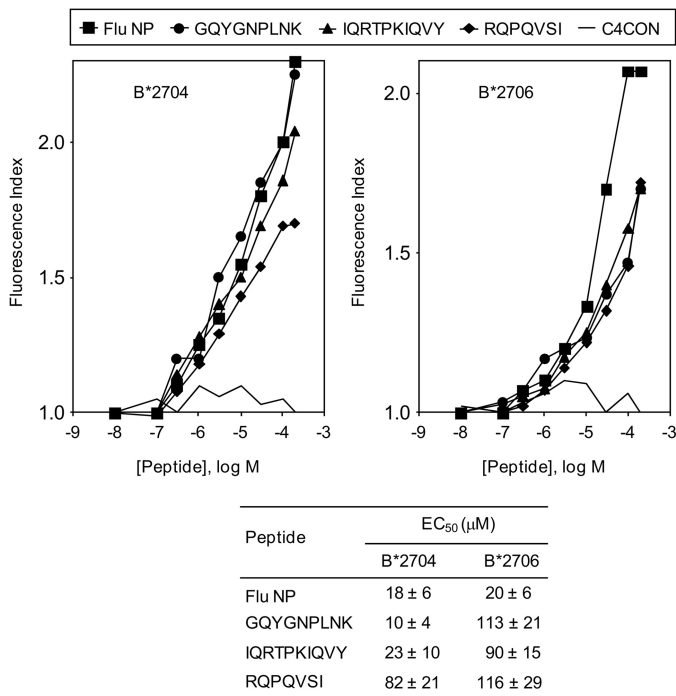 Flu NP GQYGNPLNK IQRTPKIQVY RQPQVSI C4CON
B*2704
Fluorescence Index
2.0
1.5
1.0
-9 -8 -7 -6 -5 -4 -3
[Peptide], log M
B*2706
Fluorescence Index
2.0
1.5
1.0
-9 -8 -7 -6 -5 -4 -3
[Peptide], log M
Peptide EC50 (μM)
B*2704 B*2706
Flu NP 18 ± 6 20 ± 6
GQYGNPLNK 10 ± 4 113 ± 21
IQRTPKIQVY 23 ± 10 90 ± 15
RQPQVSI 82 ± 21 116 ± 29